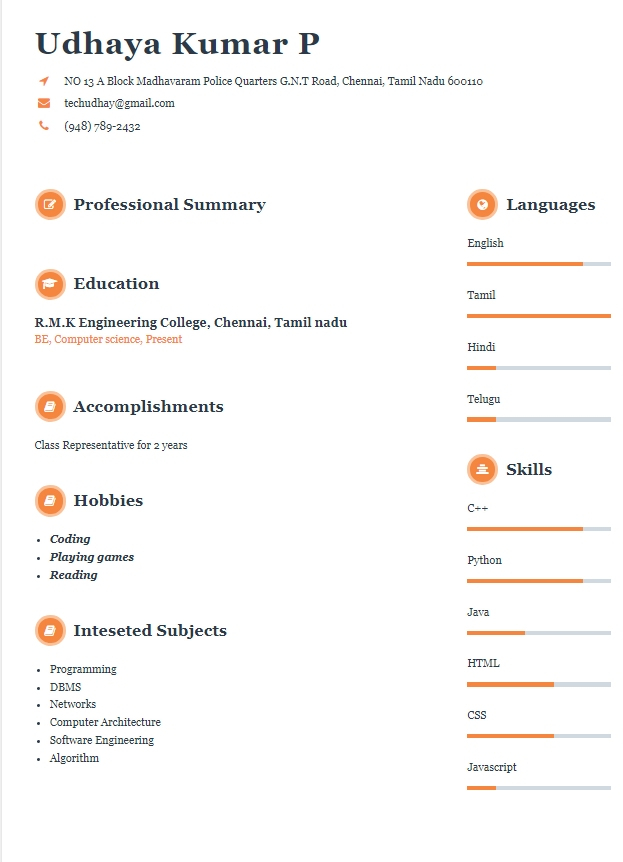 Udhaya Kumar P
NO 13 A Block Madhavaram Police Quarters G.N.T Road, Chennai, Tamil Nadu 600110
techudhay@gmail.com
(948) 789-2432
Professional Summary
Education
R.M.K Engineering College, Chennai, Tamil nadu
BE, Computer science, Present
Accomplishments
Class Representative for 2 years
Hobbies
Coding
Playing games
Reading
Inteseted Subjects
Programming
DBMS
Networks
Computer Architecture
Software Engineering
Algorithm
Languages
English
Tamil
Hindi
Telugu
Skills
C++
Python
Java
HTML
CSS
Javascript